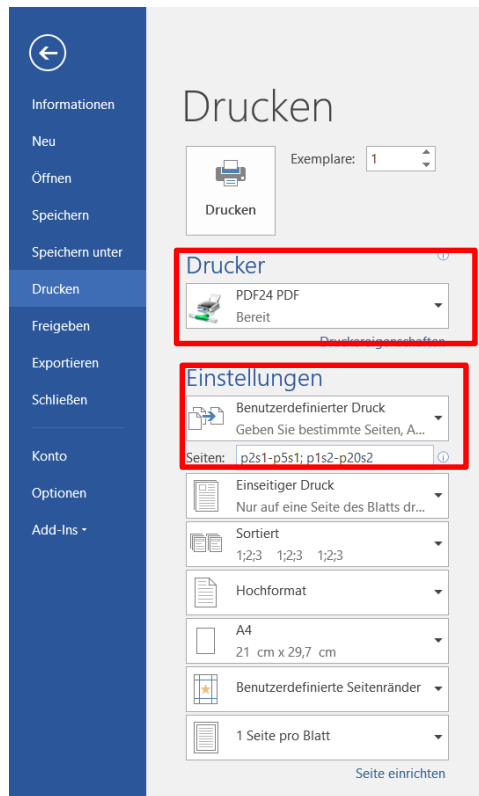 Informationen
Neu
Öffnen
Speichern
Speichern unter
Drucken
Freigeben
Exportieren
Schließen
Konto
Optionen
Add-Ins
Drucken
Exemplare: 1
Drucken
Drucker
PDF24 PDF
Bereit
Druckereigenschaften
Einstellungen
Benutzerdefinierter Druck
Geben Sie bestimmte Seiten, A...
Seiten: p2s1-p5s1; p1s2-p20s2
Einseitiger Druck
Nur auf eine Seite des Blatts dr...
Sortiert
1;2;3 1;2;3 1;2;3
Hochformat
A4
21 cm x 29,7 cm
Benutzerdefinierte Seitenränder
1 Seite pro Blatt
Seite einrichten